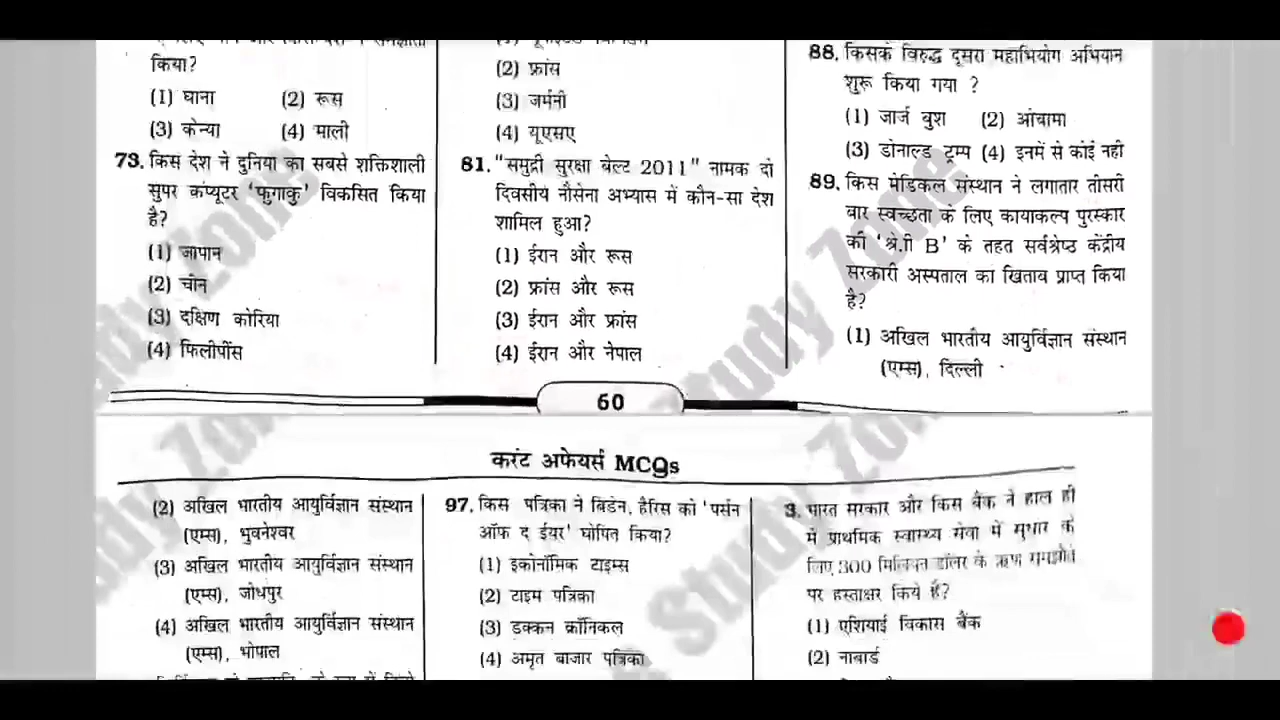 किया?
(1) घाना (2) रूस
(3) केन्या (4) माली
73. किस देश ने दुनिया का सबसे शक्तिशाली
सुपर कंप्यूटर 'फुगाकु' विकसित किया
है?
(1) जापान
(2) चीन
(3) दक्षिण कोरिया
(4) फिलीपींस
(2) फ्रांस
(3) जर्मनी
(4) यूएसए
81. "समुद्री सुरक्षा बेल्ट 2011" नामक दो
दिवसीय नौसेना अभ्यास में कौन-सा देश
शामिल हुआ?
(1) ईरान और रूस
(2) फ्रांस और रूस
(3) ईरान और फ्रांस
(4) ईरान और नेपाल
88. किसके विरुद्ध दूसरा महाभियोग अभियान
शुरू किया गया ?
(1) जार्ज बुश (2) ओबामा
(3) डोनाल्ड ट्रम्प (4) इनमें से कोई नही
89. किस मेडिकल संस्थान ने लगातार तीसरी
बार स्वच्छता के लिए कायाकल्प पुरस्कार
की 'श्रेणी B' के तहत सर्वश्रेष्ठ केंद्रीय
सरकारी अस्पताल का खिताब प्राप्त किया
है?
(1) अखिल भारतीय आयुर्विज्ञान संस्थान
(एम्स), दिल्ली
60
करंट अफेयर्स MCQs
(2) अखिल भारतीय आयुर्विज्ञान संस्थान
(एम्स), भुवनेश्वर
(3) अखिल भारतीय आयुर्विज्ञान संस्थान
(एम्स), जोधपुर
(4) अखिल भारतीय आयुर्विज्ञान संस्थान
(एम्स), भोपाल
97. किस पत्रिका ने बिडेन, हैरिस को 'पर्सन
ऑफ द ईयर' घोषित किया?
(1) इकोनॉमिक टाइम्स
(2) टाइम पत्रिका
(3) डक्कन क्रॉनिकल
(4) अमृत बाजार पत्रिका
3. भारत सरकार और किस बैंक ने हाल ही
में प्राथमिक स्वास्थ्य सेवा में सुधार के
लिए 300 मिलियन डॉलर के ऋण समझौते
पर हस्ताक्षर किये हैं?
(1) एशियाई विकास बैंक
(2) नाबार्ड
Study Zone